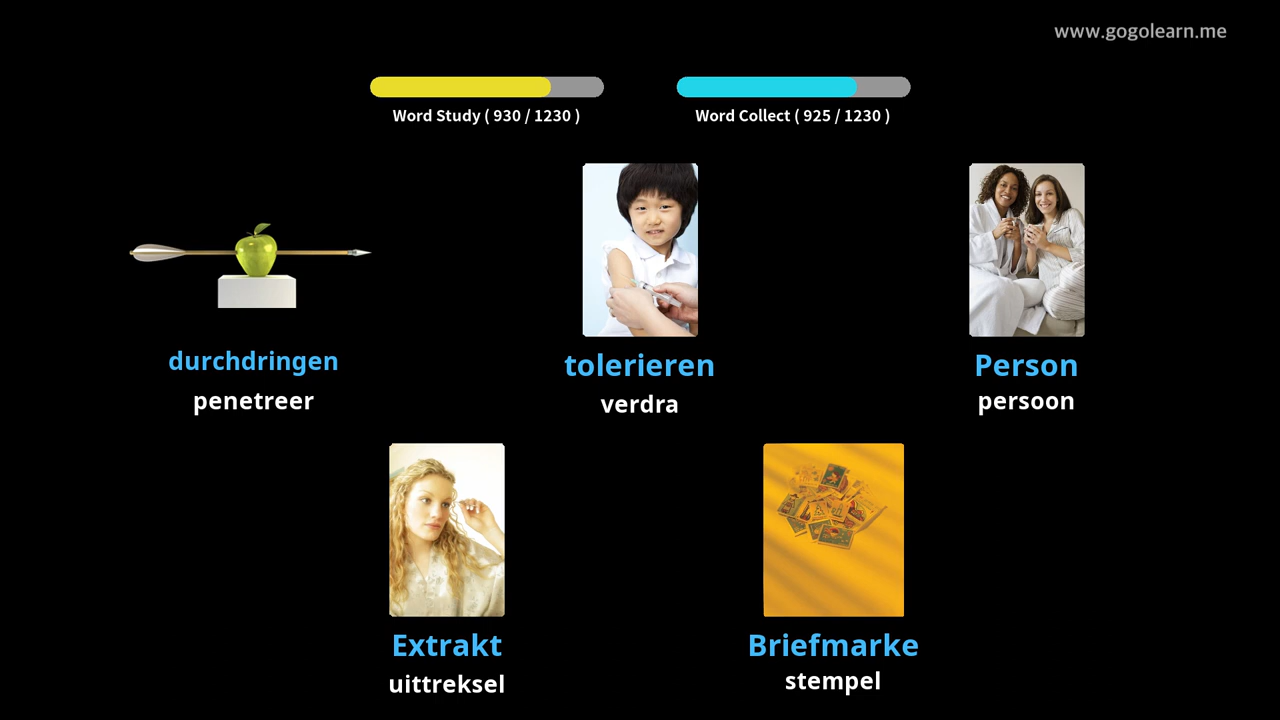 www.gogolearn.me
Word Study ( 930 / 1230 )
Word Collect ( 925 / 1230 )
durchdringen
penetreer
tolerieren
verdra
Person
persoon
Extrakt
uittreksel
Briefmarke
stempel